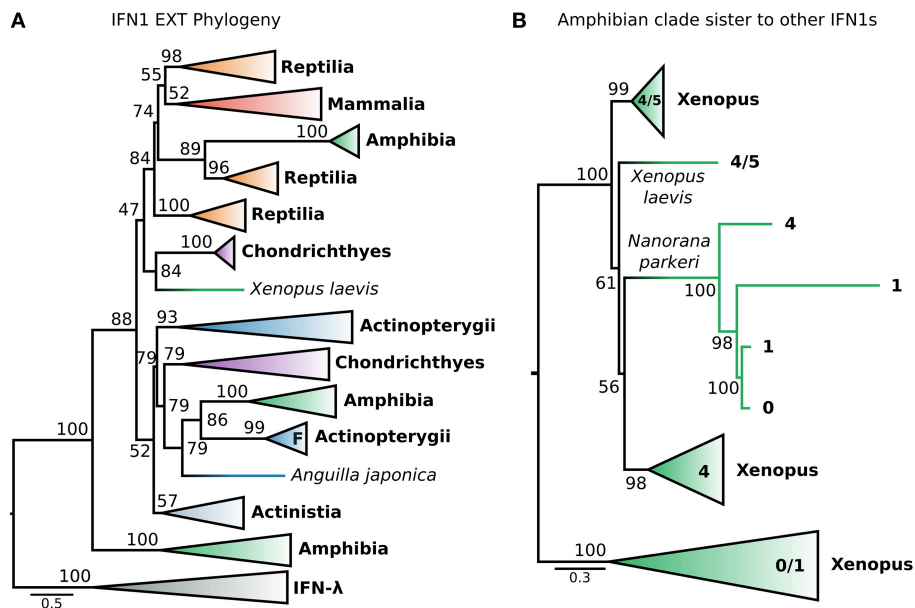 A
IFN1 EXT Phylogeny
98
Reptilia
55
52
Mammalia
74
100
Amphibia
89
84
96
Reptilia
47
100
Reptilia
100
Chondrichthyes
84
Xenopus laevis
88
93
Actinopterygii
79
79
Chondrichthyes
100
Amphibia
79
86
99
F
Actinopterygii
100
52
79
Anguilla japonica
57
Actinistia
100
Amphibia
100
IFN-λ
0.5
B
Amphibian clade sister to other IFN1s
99
4/5
Xenopus
100
4/5
Xenopus
laevis
4
Nanorana
parkeri
61
100
1
98
1
56
100
0
4
Xenopus
98
100
0/1
Xenopus
0.3